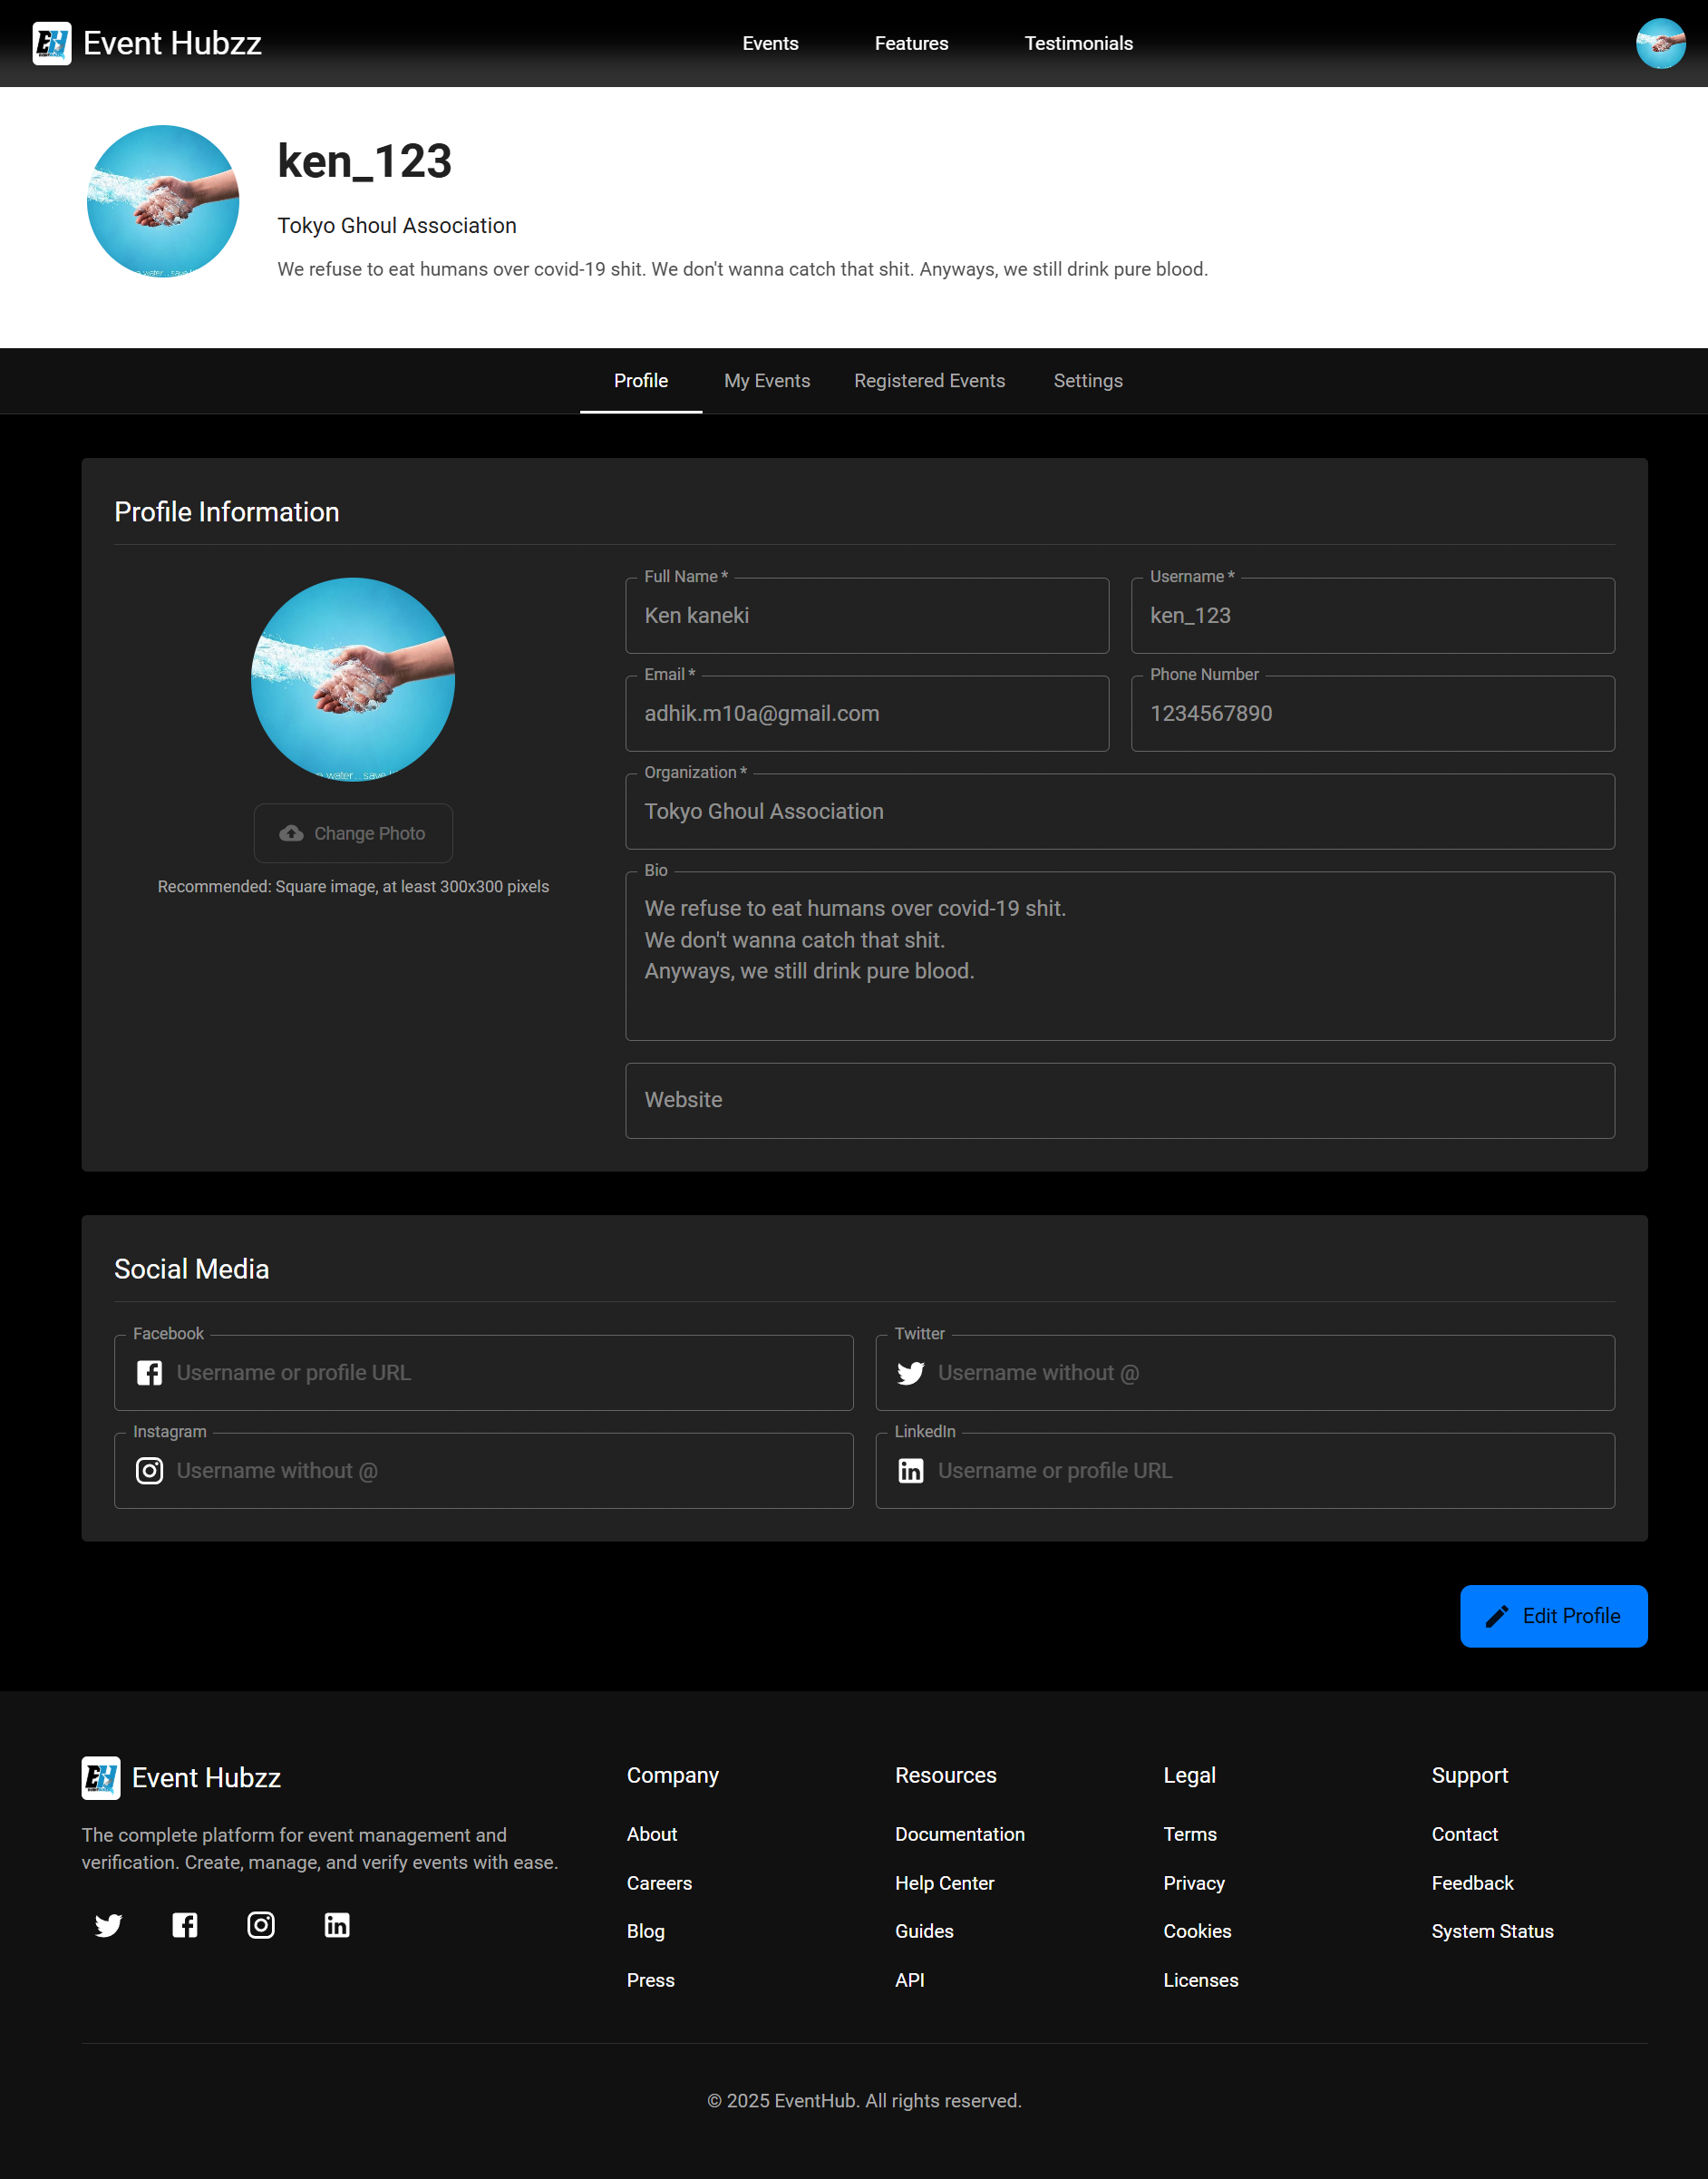 EH Event Hubzz
Events Features Testimonials
ken_123
Tokyo Ghoul Association
We refuse to eat humans over covid-19 shit. We don't wanna catch that shit. Anyways, we still drink pure blood.
Profile My Events Registered Events Settings
Profile Information
Full Name *
Ken kaneki
Username *
ken_123
Email *
adhik.m10a@gmail.com
Phone Number
1234567890
water...save
Change Photo
Recommended: Square image, at least 300x300 pixels
Organization *
Tokyo Ghoul Association
Bio
We refuse to eat humans over covid-19 shit.
We don't wanna catch that shit.
Anyways, we still drink pure blood.
Website
Social Media
Facebook
Username or profile URL
Twitter
Username without @
Instagram
Username without @
LinkedIn
Username or profile URL
Edit Profile
EH Event Hubzz
The complete platform for event management and
verification. Create, manage, and verify events with ease.
Company
About
Careers
Blog
Press
Resources
Documentation
Help Center
Guides
API
Legal
Terms
Privacy
Cookies
Licenses
Support
Contact
Feedback
System Status
© 2025 EventHub. All rights reserved.